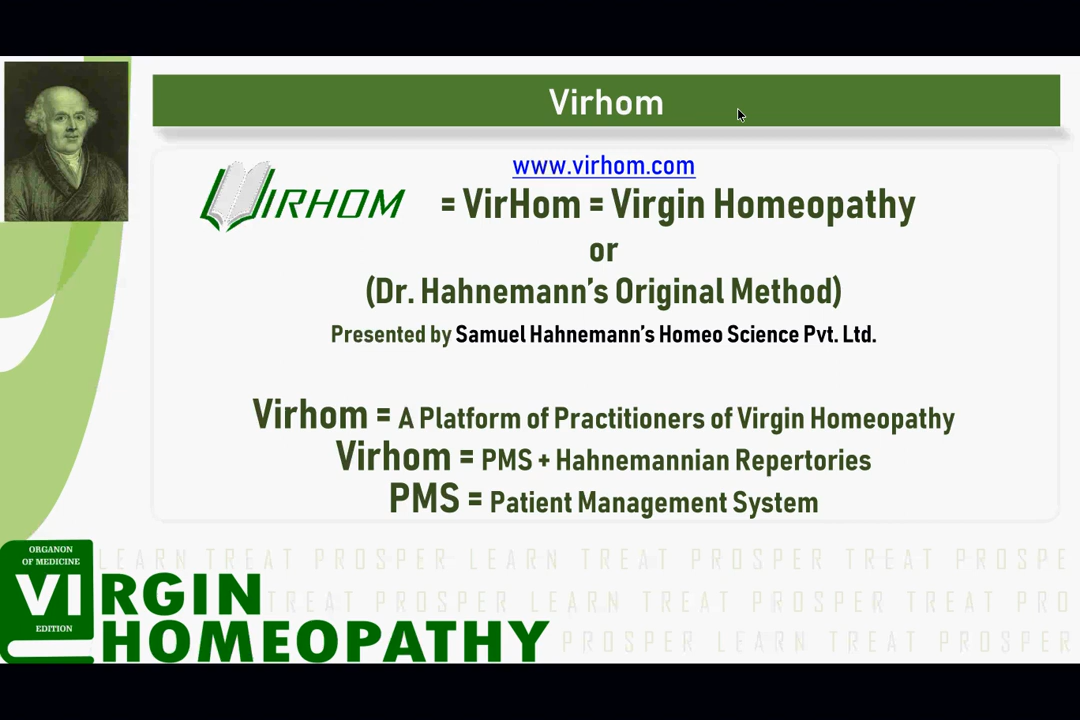 Virhom
www.virhom.com
VIRHOM = VirHom = Virgin Homeopathy
or
(Dr. Hahnemann's Original Method)
Presented by Samuel Hahnemann's Homeo Science Pvt. Ltd.
Virhom = A Platform of Practitioners of Virgin Homeopathy
Virhom = PMS + Hahnemannian Repertories
PMS = Patient Management System
ORGANON
OF MEDICINE
VIRGIN
EDITION
HOMEOPATHY
LEARN TREAT PROSPER LEARN TREAT PROSPER TREAT PROSPE
TREAT PROSPER LEARN TREAT PROSPER TREAT PRO
PROSPER LEARN TREAT PROSPER